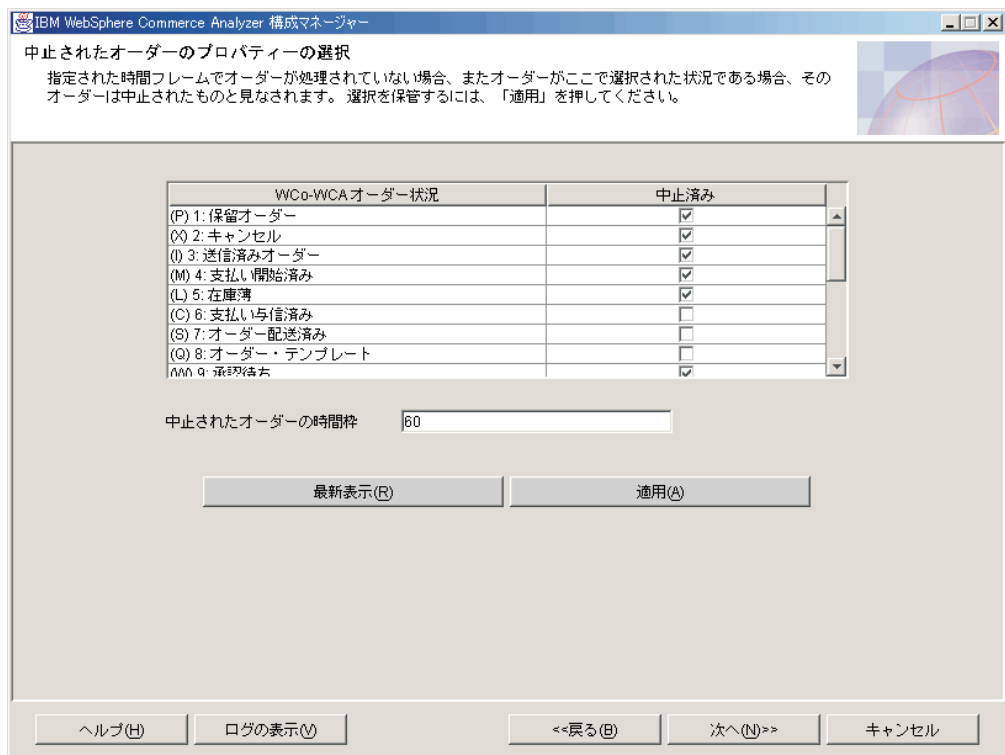 IBM WebSphere Commerce Analyzer 構成マネージャー
中止されたオーダーのプロパティーの選択
指定された時間フレームでオーダーが処理されていない場合、またオーダーがここで選択された状況である場合、その
オーダーは中止されたものと見なされます。 選択を保管するには、「適用」を押してください。
WCo-WCAオーダー状況 中止済み
(P) 1: 保留オーダー
(X) 2: キャンセル
(I) 3: 送信済みオーダー
(M) 4: 支払い開始済み
(L) 5: 在庫薄
(C) 6: 支払い与信済み
(S) 7: オーダー配送済み
(Q) 8: オーダー・テンプレート
(W) 9: 承認待ち
中止されたオーダーの時間枠 60
最新表示(R) 適用(A)
ヘルプ(H) ログの表示(V) <<戻る(B) 次へ(N)>> キャンセル